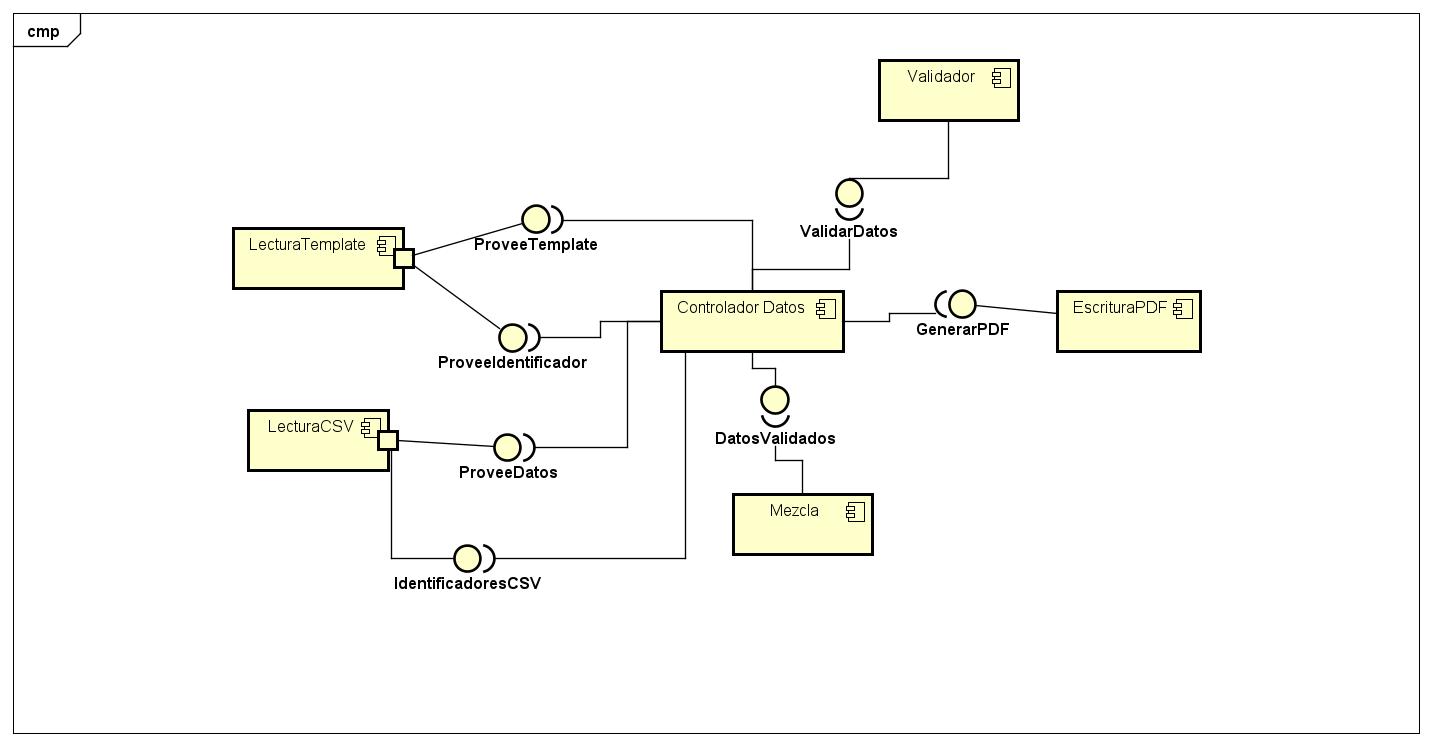 cmp
Validador
ValidarDatos
LecturaTemplate
ProveeTemplate
ProveeIdentificador
Controlador Datos
GenerarPDF
EscrituraPDF
LecturaCSV
ProveeDatos
DatosValidados
Mezcla
IdentificadoresCSV